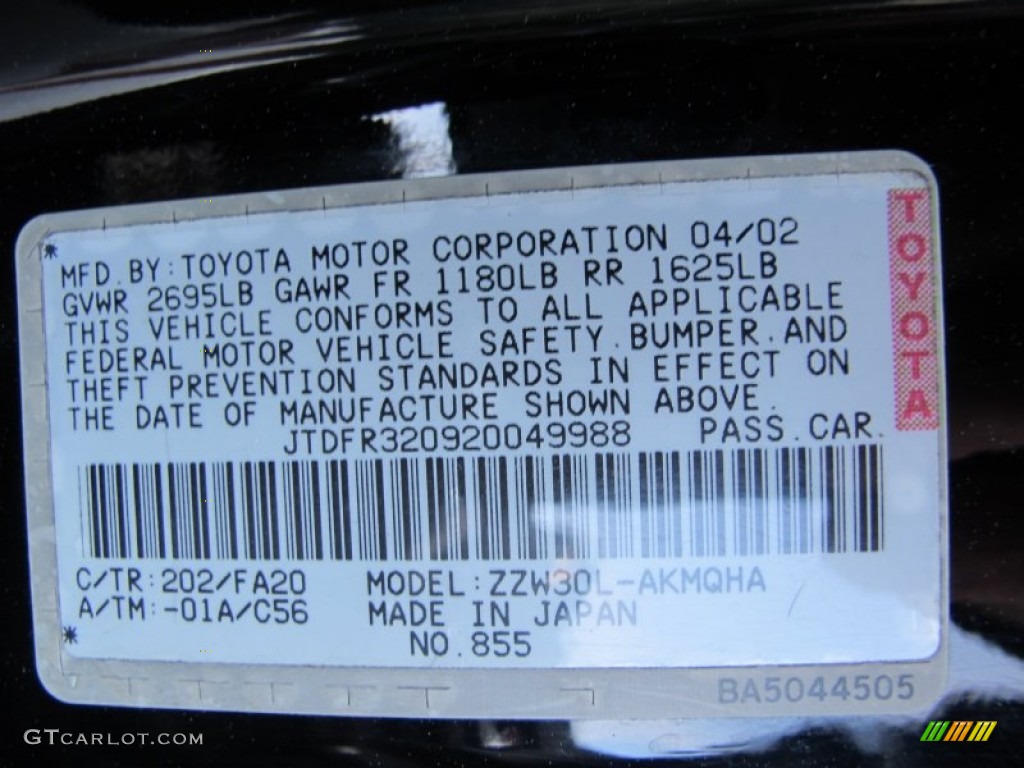 *
MFD.BY:TOYOTA MOTOR CORPORATION 04/02
GVWR 2695LB GAWR FR 1180LB RR 1625LB
THIS VEHICLE CONFORMS TO ALL APPLICABLE
FEDERAL MOTOR VEHICLE SAFETY.BUMPER.AND
THEFT PREVENTION STANDARDS IN EFFECT ON
THE DATE OF MANUFACTURE SHOWN ABOVE.
JTDFR320920049988 PASS.CAR.
TOYOTA
C/TR:202/FA20 MODEL:ZZW30L-AKMQHA
A/TM:-01A/C56 MADE IN JAPAN
* NO.855
BA5044505
GTCARLOT.COM